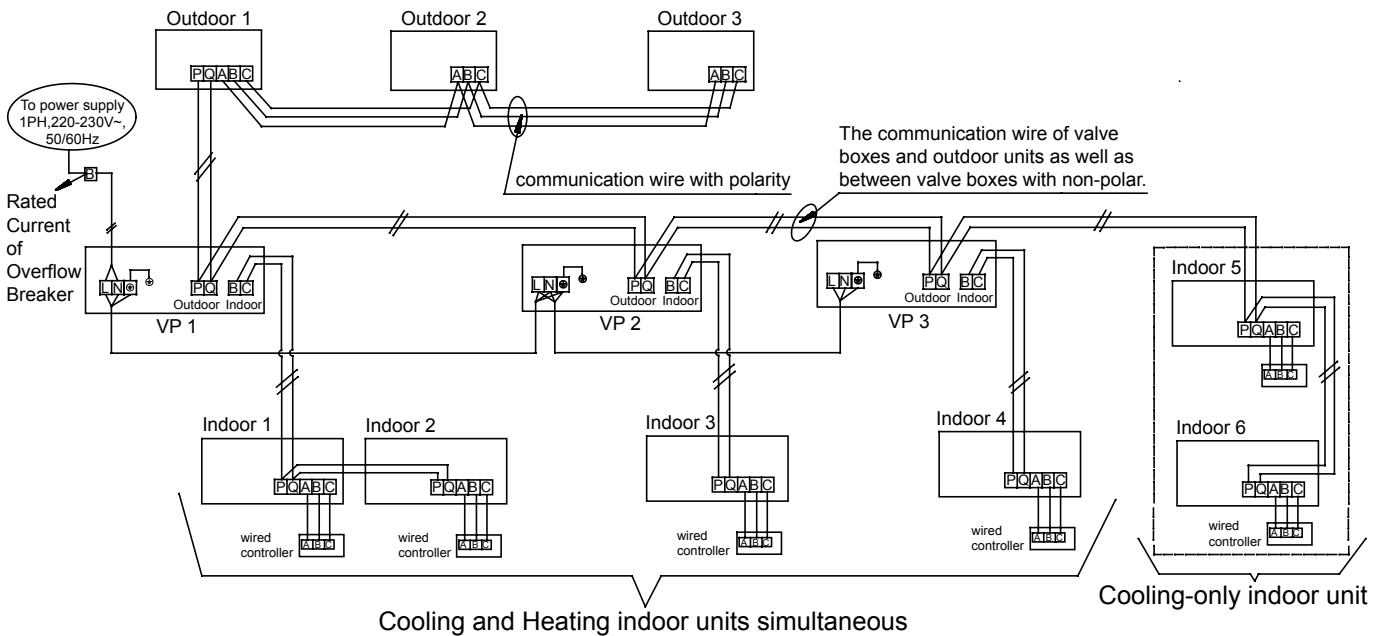 Outdoor 1
Outdoor 2
Outdoor 3
PQABC
ABC
ABC
To power supply
1PH,220-230V~,
50/60Hz
B
Rated
Current
of
Overflow
Breaker
communication wire with polarity
The communication wire of valve
boxes and outdoor units as well as
between valve boxes with non-polar.
LN
PQ
BC
Outdoor
Indoor
VP 1
LN
PQ
BC
Outdoor
Indoor
VP 2
LN
PQ
BC
Outdoor
Indoor
VP 3
Indoor 5
PQABC
ABC
Indoor 1
PQABC
wired
controller
ABC
Indoor 2
PQABC
wired
controller
ABC
Indoor 3
PQABC
wired
controller
ABC
Indoor 4
PQABC
wired
controller
ABC
Indoor 6
PQABC
wired
controller
ABC
Cooling and Heating indoor units simultaneous
Cooling-only indoor unit